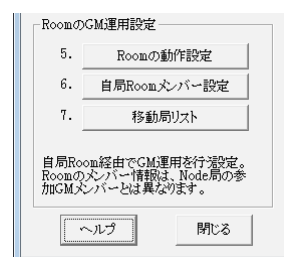 RoomのGM運用設定
5. Roomの動作設定
6. 自局Roomメンバー設定
7. 移動局リスト
自局Room経由でGM運用を行う設定。
Roomのメンバー情報は、Node局の参
加GMメンバーとは異なります。
ヘルプ 閉じる